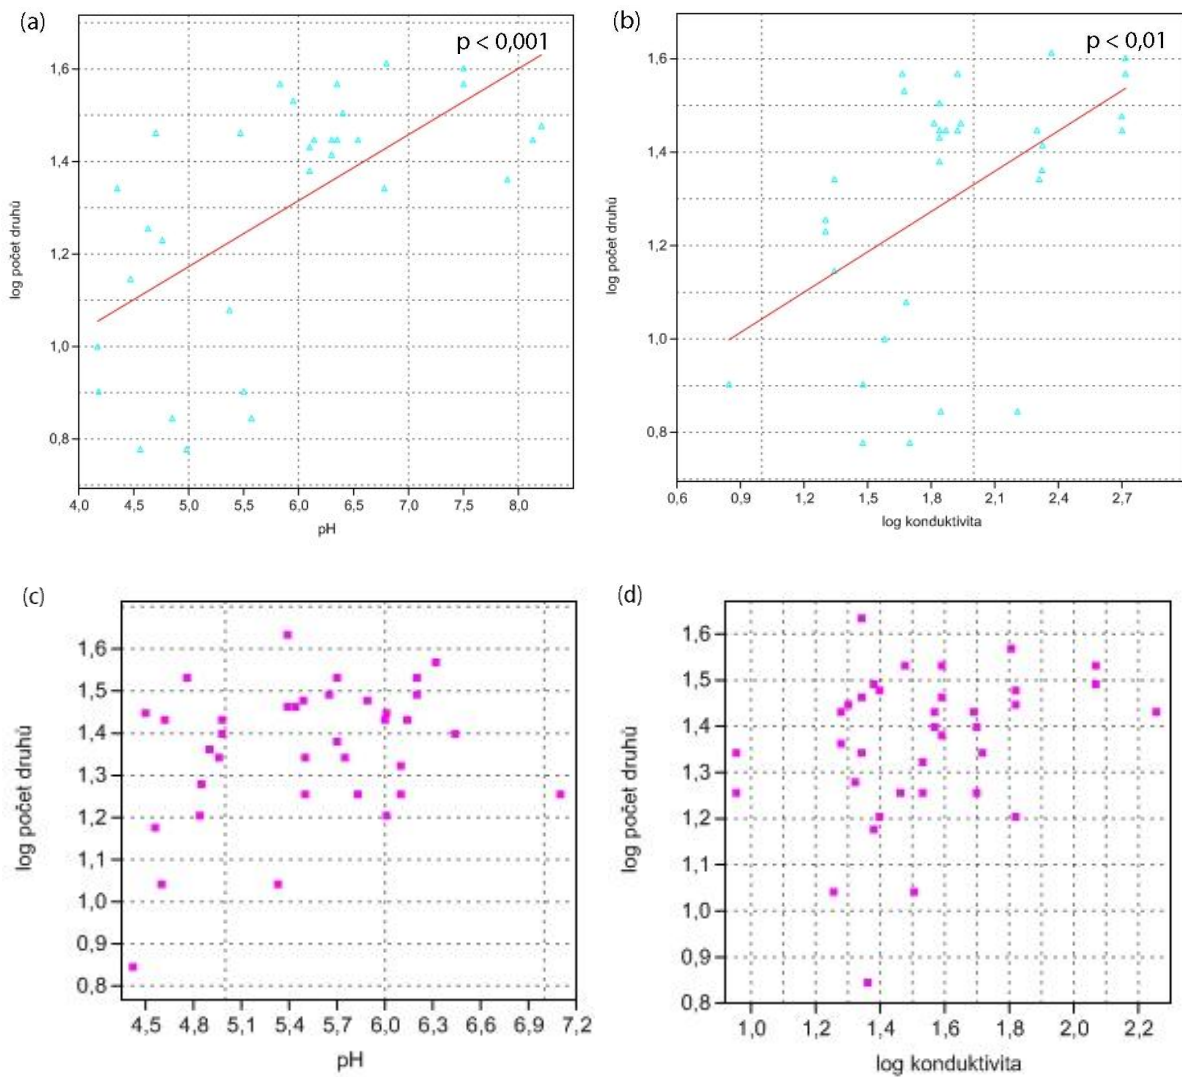 (a)
p < 0,001
log počet druhů
1,6
1,4
1,2
1,0
0,8
4,0 4,5 5,0 5,5 6,0 6,5 7,0 7,5 8,0
pH
(b)
p < 0,01
log počet druhů
1,6
1,4
1,2
1,0
0,8
0,6 0,9 1,2 1,5 1,8 2,1 2,4 2,7
log konduktivita
(c)
log počet druhů
1,6
1,5
1,4
1,3
1,2
1,1
1,0
0,9
0,8
4,5 4,8 5,1 5,4 5,7 6,0 6,3 6,6 6,9 7,2
pH
(d)
log počet druhů
1,6
1,5
1,4
1,3
1,2
1,1
1,0
0,9
0,8
1,0 1,2 1,4 1,6 1,8 2,0 2,2
log konduktivita